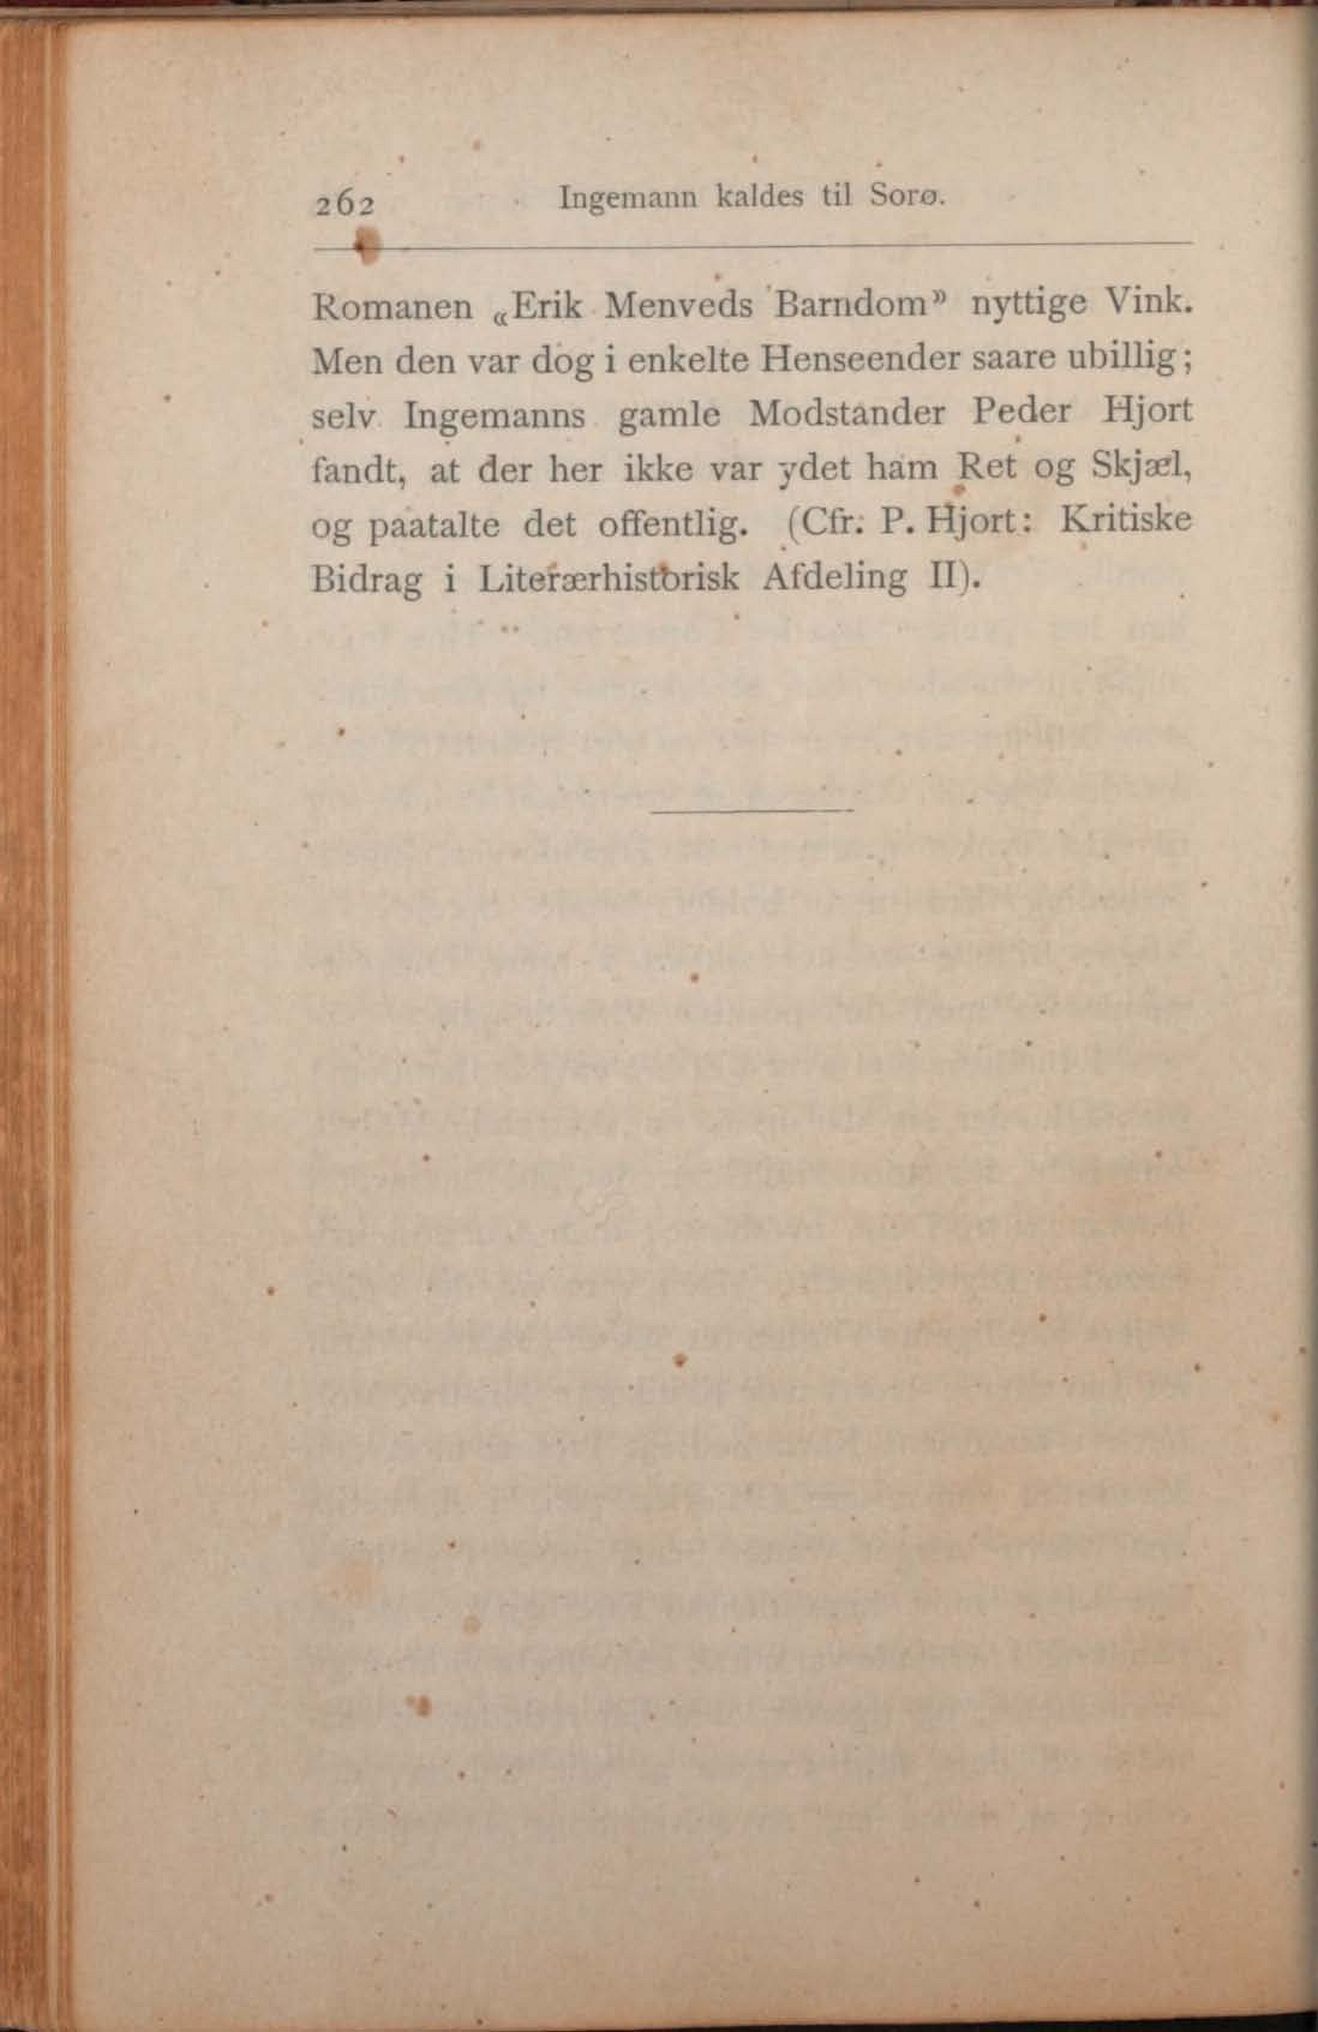 262
Ingemann kaldes til Sorø.
Romanen «Erik Menveds Barndom» nyttige Vink.
Men den var dog i enkelte Henseender saare ubillig;
selv Ingemanns gamle Modstander Peder Hjort
fandt, at der her ikke var ydet ham Ret og Skjæl,
og paatalte det offentlig. (Cfr. P. Hjort: Kritiske
Bidrag i Literærhistorisk Afdeling II).